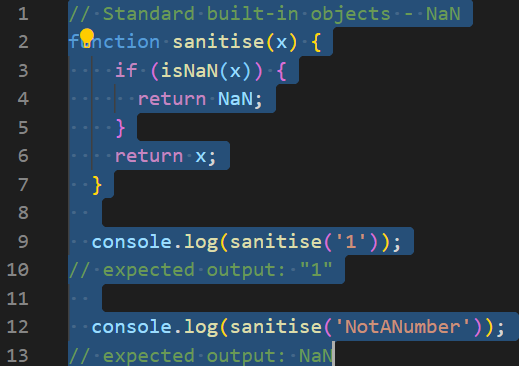 1 // Standard built-in objects - NaN
2 function sanitise(x) {
3     if (isNaN(x)) {
4       return NaN;
5     }
6     return x;
7   }
8
9   console.log(sanitise('1'));
10 // expected output: "1"
11
12   console.log(sanitise('NotANumber'));
13 // expected output: NaN